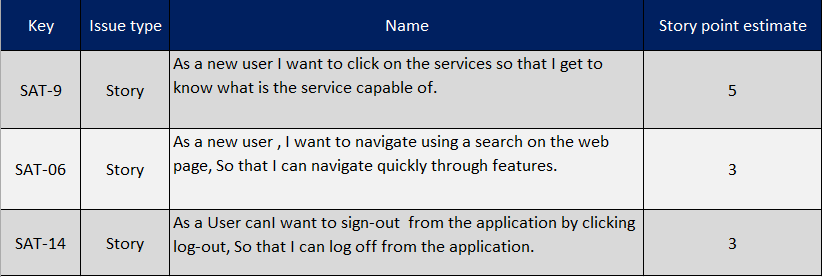 Key Issue type Name Story point estimate
As a new user I want to click on the services so that I get to
know what is the service capable of.
SAT-9 Story 5
As a new user , I want to navigate using a search on the web
page, So that I can navigate quickly through features.
SAT-06 Story 3
As a User canI want to sign-out  from the application by clicking
log-out, So that I can log off from the application.
SAT-14 Story 3